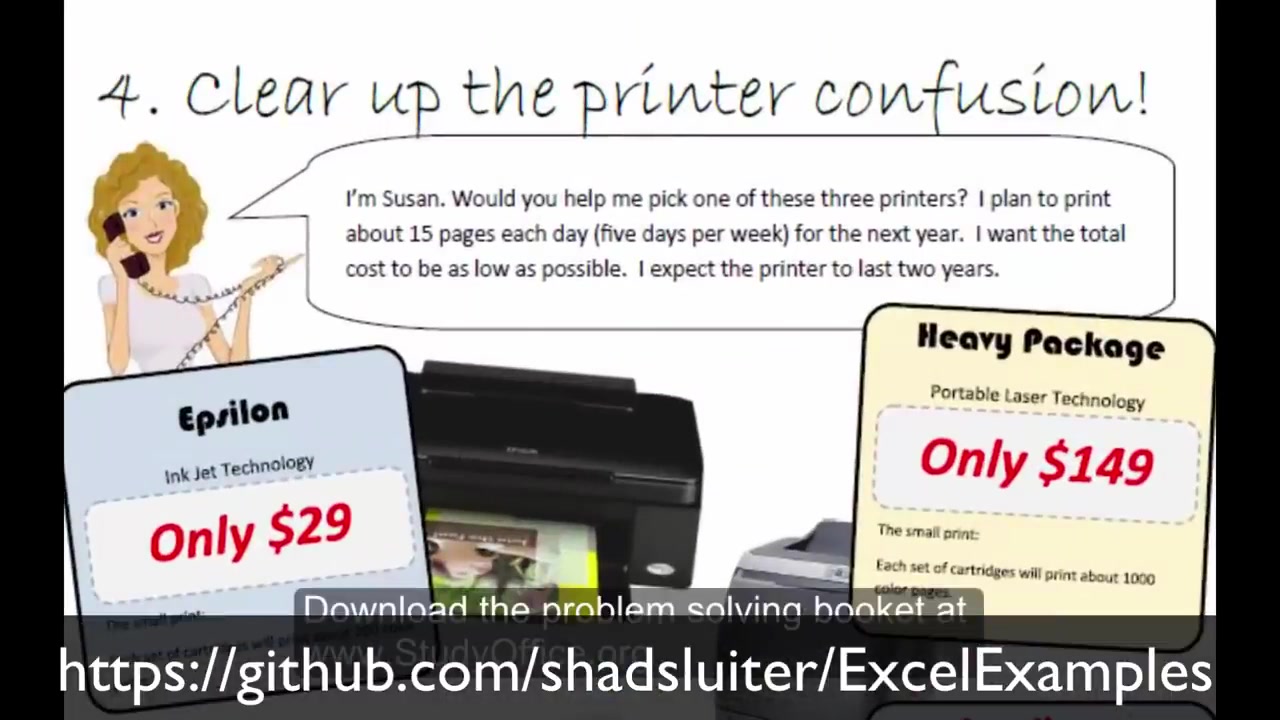 4. Clear up the printer confusion!
I'm Susan. Would you help me pick one of these three printers? I plan to print
about 15 pages each day (five days per week) for the next year. I want the total
cost to be as low as possible. I expect the printer to last two years.
Heavy Package
Portable Laser Technology
Only $149
The small print:
Each set of cartridges will print about 1000
color pages.
Epsilon
Ink Jet Technology
Only $29
The small print:
Each set of cartridges will print about 200
EPSON
Download the problem solving booket at
www.StudyOffice.org
https://github.com/shadsluiter/ExcelExamples